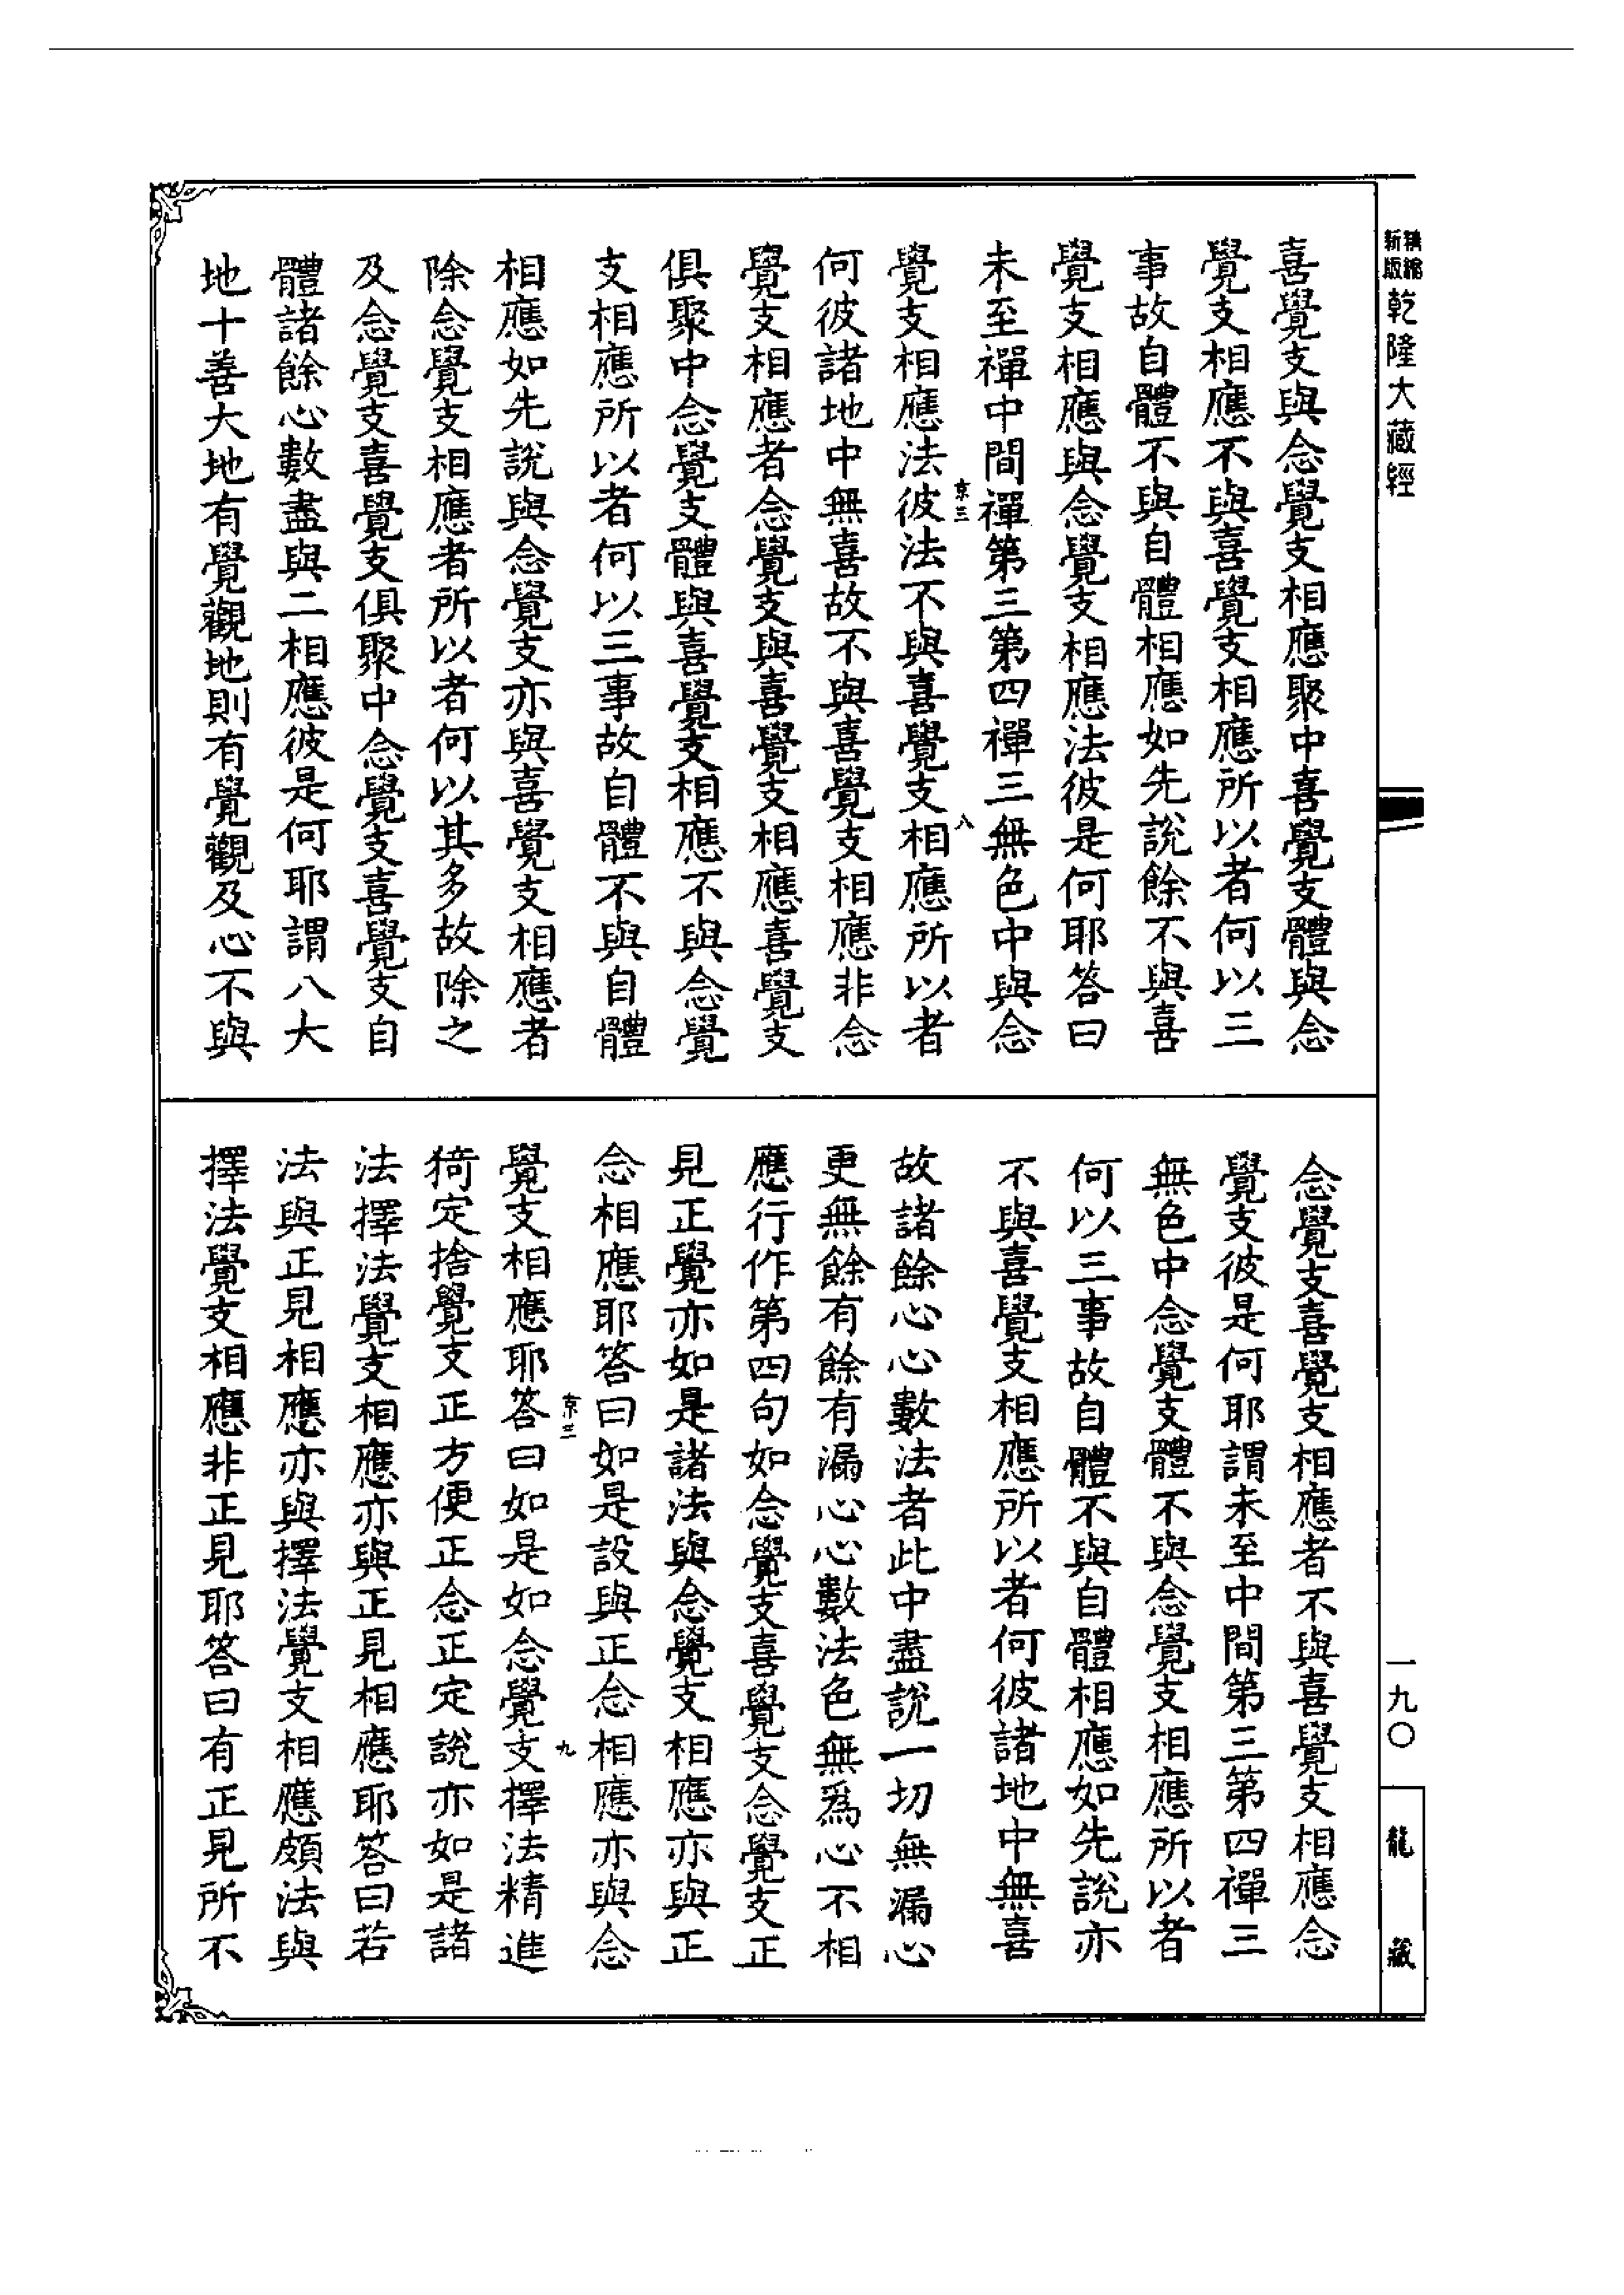 新版精縮
乾隆大藏經
喜覺支與念覺支相應聚中喜覺支體與念
覺支相應不與喜覺支相應所以者何以三
事故自體不與自體相應如先說餘不與喜
覺支相應與念覺支相應法彼是何耶答曰
未至禪中間禪第三第四禪三無色中與念
覺支相應法彼法不與喜覺支相應所以者
京三
八
何彼諸地中無喜故不與喜覺支相應非念
覺支相應者念覺支與喜覺支相應喜覺支
俱聚中念覺支體與喜覺支相應不與念覺
支相應所以者何以三事故自體不與自體
相應如先說與念覺支亦與喜覺支相應者
除念覺支相應者所以者何以其多故除之
及念覺支喜覺支俱聚中念覺支喜覺支自
體諸餘心數盡與二相應彼是何耶謂八大
地十善大地有覺觀地則有覺觀及心不與
念覺支喜覺支相應者不與喜覺支相應念
覺支彼是何耶謂未至中間第三第四禪三
無色中念覺支體不與念覺支相應所以者
何以三事故自體不與自體相應如先說亦
不與喜覺支相應所以者何彼諸地中無喜
故諸餘心心數法者此中盡說一切無漏心
更無餘有餘有漏心心數法色無爲心不相
應行作第四句如念覺支喜覺支念覺支正
見正覺亦如是諸法與念覺支相應亦與正
念相應耶答曰如是設與正念相應亦與念
京三
九
覺支相應耶答曰如是如念覺支擇法精進
猗定捨覺支正方便正念正定說亦如是諸
法擇法覺支相應亦與正見相應耶答曰若
法與正見相應亦與擇法覺支相應頗法與
擇法覺支相應非正見耶答曰有正見所不
一九〇
龍藏